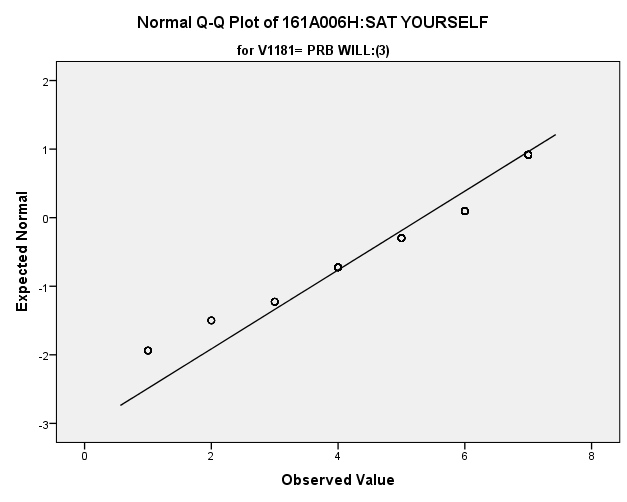 Normal Q-Q Plot of 161A006H:SAT YOURSELF
for V1181= PRB WILL:(3)
2
1
0
-1
-2
-3
Expected Normal
0 2 4 6 8
Observed Value